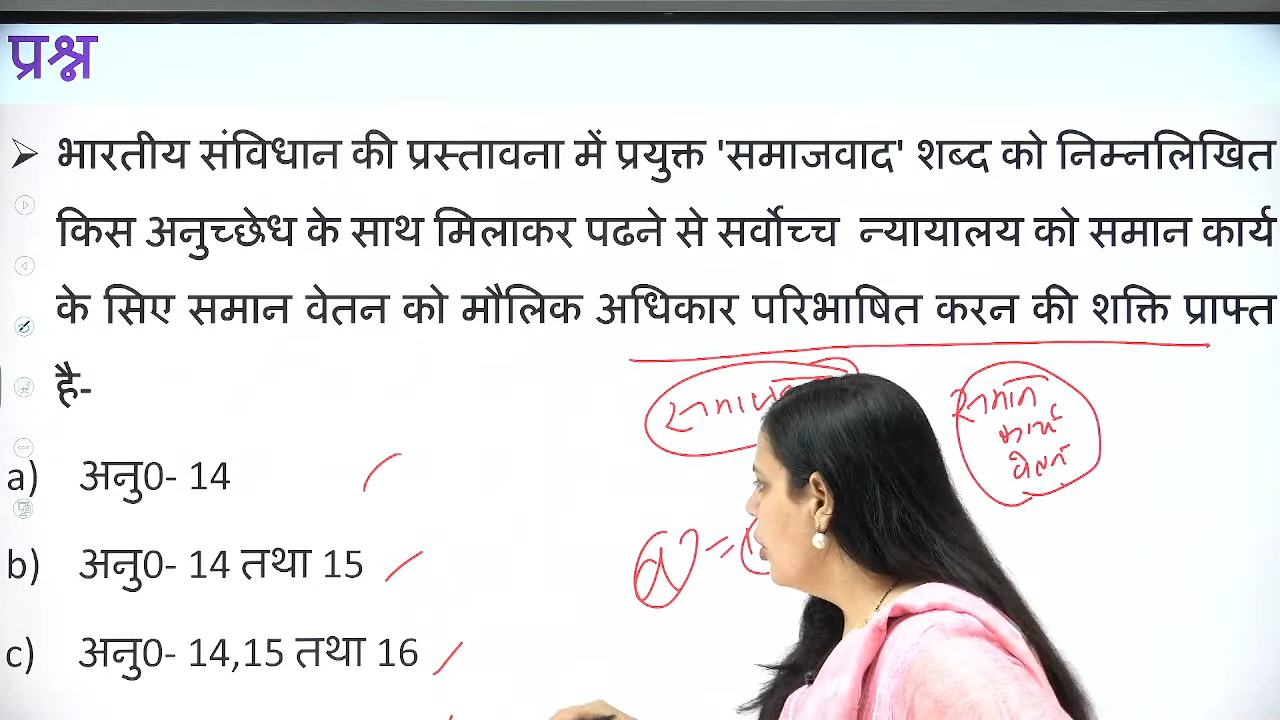 प्रश्न
➢ भारतीय संविधान की प्रस्तावना में प्रयुक्त 'समाजवाद' शब्द को निम्नलिखित
किस अनुच्छेध के साथ मिलाकर पढने से सर्वोच्च न्यायालय को समान कार्य
के सिए समान वेतन को मौलिक अधिकार परिभाषित करन की शक्ति प्राफ्त
है-
समान
कार्य
वेतन
a) अनु0- 14
b) अनु0- 14 तथा 15
c) अनु0- 14,15 तथा 16